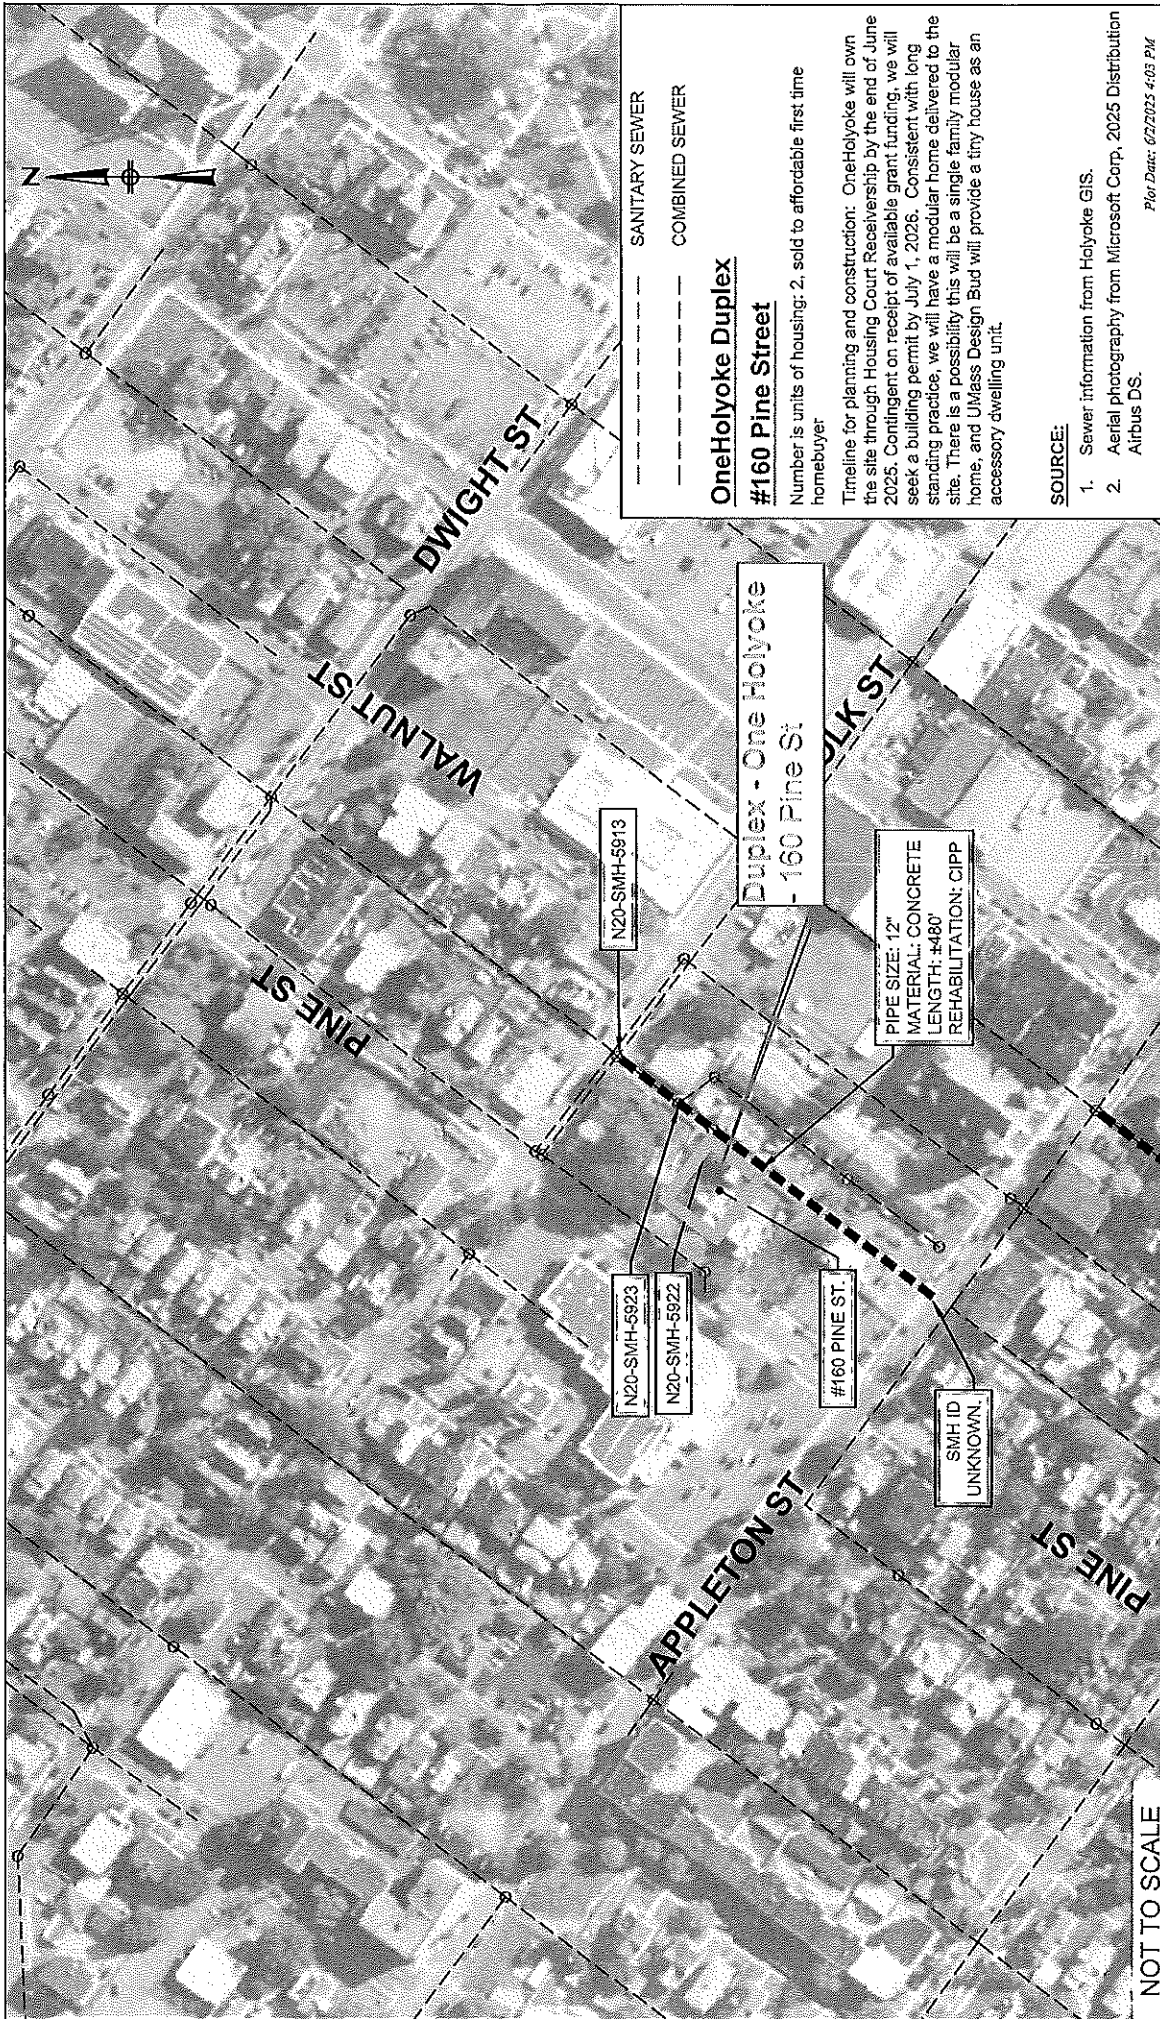 Z
SANITARY SEWER
COMBINED SEWER
OneHolyoke Duplex
#160 Pine Street
Number is units of housing: 2, sold to affordable first time
homebuyer
Timeline for planning and construction: OneHolyoke will own
the site through Housing Court Receivership by the end of June
2025. Contingent on receipt of available grant funding, we will
seek a building permit by July 1, 2026. Consistent with long
standing practice, we will have a modular home delivered to the
site. There is a possibility this will be a single family modular
home, and UMass Design Bud will provide a tiny house as an
accessory dwelling unit.
SOURCE:
1. Sewer information from Holyoke GIS.
2. Aerial photography from Microsoft Corp, 2025 Distribution
Airbus DS.
Plot Date: 6/2/2025 4:03 PM
DWIGHT ST
WALNUT ST
PINE ST
OLK ST
Duplex - One Holyoke
- 160 Pine St
N20-SMH-5913
PIPE SIZE: 12"
MATERIAL: CONCRETE
LENGTH: ±480'
REHABILITATION: CIPP
N20-SMH-5923
N20-SMH-5922
#160 PINE ST.
SMH ID
UNKNOWN.
APPLETON ST
PINE ST
NOT TO SCALE